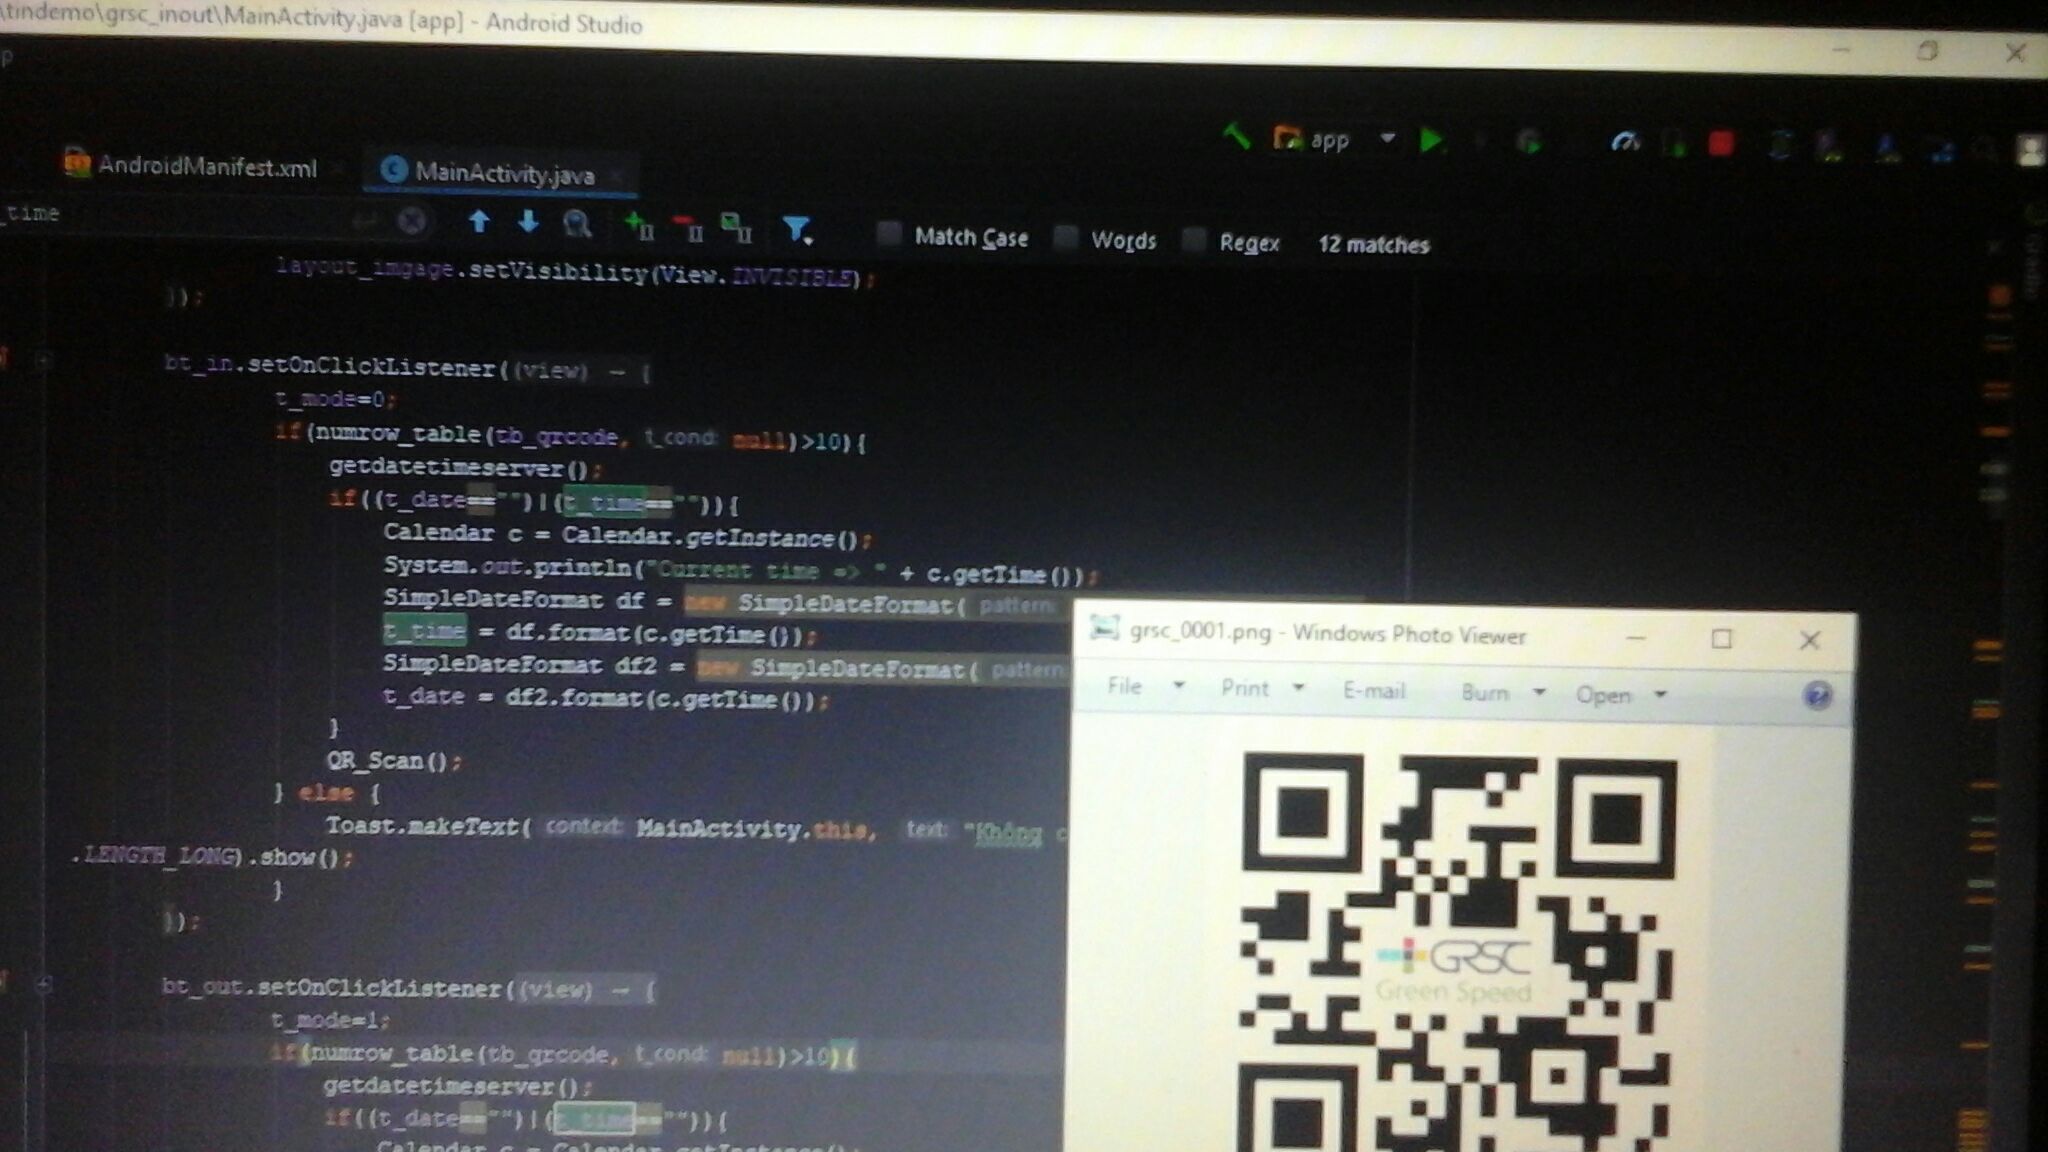 \tindemo\grsc_inout\MainActivity.java [app] - Android Studio
app
AndroidManifest.xml
MainActivity.java
_time
Match Case
Words
Regex
12 matches
layout_imgage.setVisibility(View.INVISIBLE);
});
bt_in.setOnClickListener((view) → {
t_mode=0;
if(numrow_table(tb_qrcode, t_cond: null)>10){
getdatetimeserver();
if((t_date=="")|(t_time=="")){
Calendar c = Calendar.getInstance();
System.out.println("Current time => " + c.getTime());
SimpleDateFormat df = new SimpleDateFormat( pattern:
t_time = df.format(c.getTime());
SimpleDateFormat df2 = new SimpleDateFormat( pattern:
t_date = df2.format(c.getTime());
}
QR_Scan();
} else {
Toast.makeText( context: MainActivity.this, text: "Không c
.LENGTH_LONG).show();
}
});
bt_out.setOnClickListener((view) → {
t_mode=1;
if(numrow_table(tb_qrcode, t_cond: null)>10){
getdatetimeserver();
if((t_date=="")|(t_time=="")){
Calendar c = Calendar.getInstance();
grsc_0001.png - Windows Photo Viewer
File
Print
E-mail
Burn
Open
GRSC
Green Speed